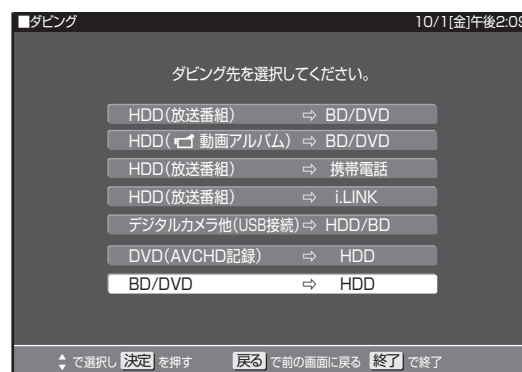 ■ダビング 10/1[金]午後2:09
ダビング先を選択してください。
HDD(放送番組) ⇨ BD/DVD
HDD( 動画アルバム) ⇨ BD/DVD
HDD(放送番組) ⇨ 携帯電話
HDD(放送番組) ⇨ i.LINK
デジタルカメラ他(USB接続) ⇨ HDD/BD
DVD(AVCHD記録) ⇨ HDD
BD/DVD ⇨ HDD
で選択し 決定 を押す 戻る で前の画面に戻る 終了 で終了